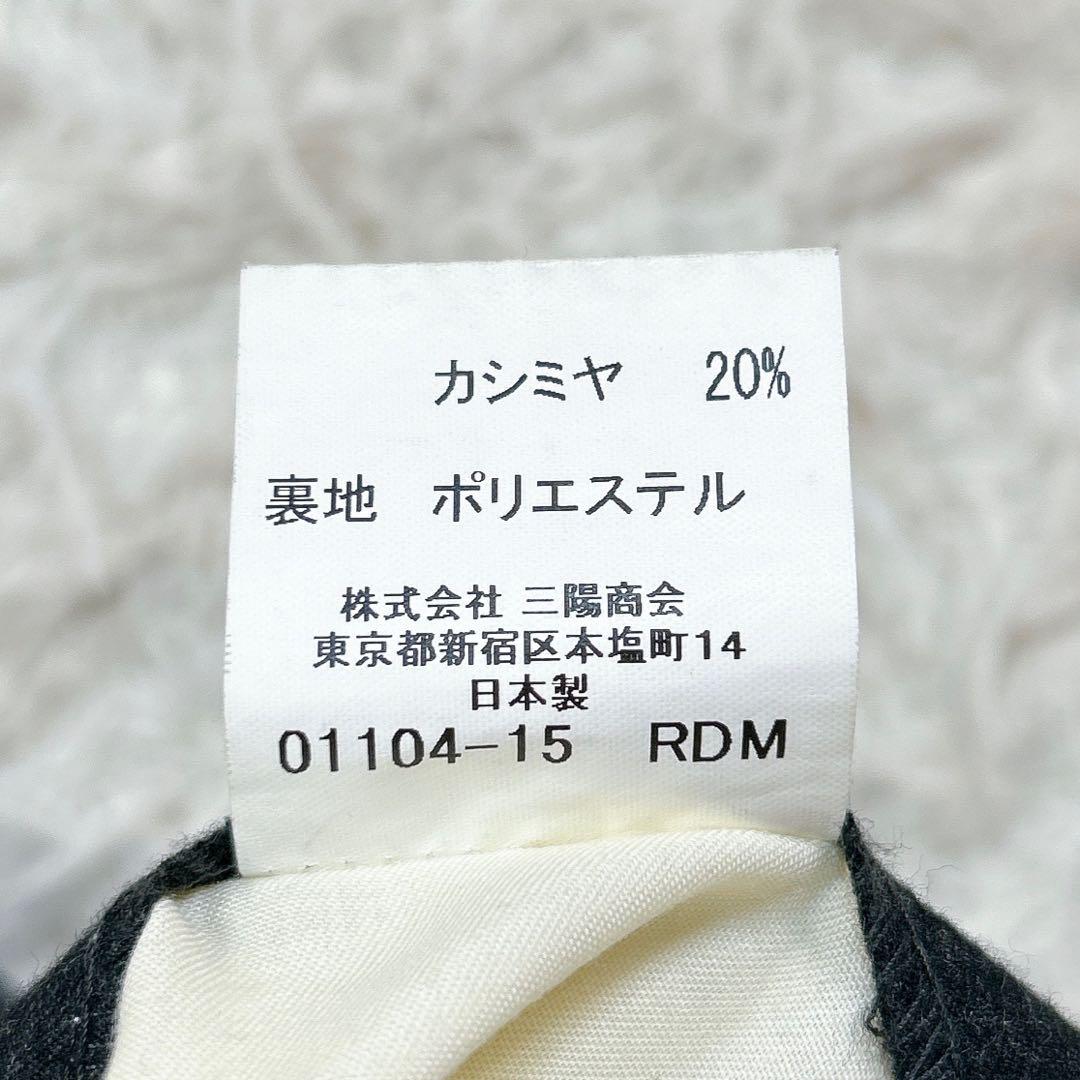 カシミヤ 20%
裏地 ポリエステル
株式会社 三陽商会
東京都新宿区本塩町14
日本製
01104-15 RDM